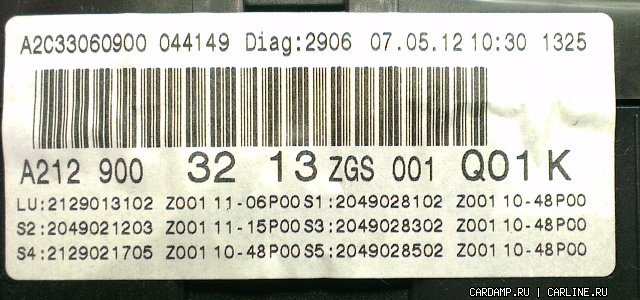 A2C33060900 044149 Diag:2906 07.05.12 10:30 1325
A212 900 32 13 ZGS 001 Q01 K
LU:2129013102 Z001 11-06P00 S1:2049028102 Z001 10-48P00
S2:2049021203 Z001 11-15P00 S3:2049028302 Z001 10-48P00
S4:2129021705 Z001 10-48P00 S5:2049028502 Z001 10-48P00
CARDAMP.RU | CARLINE.RU